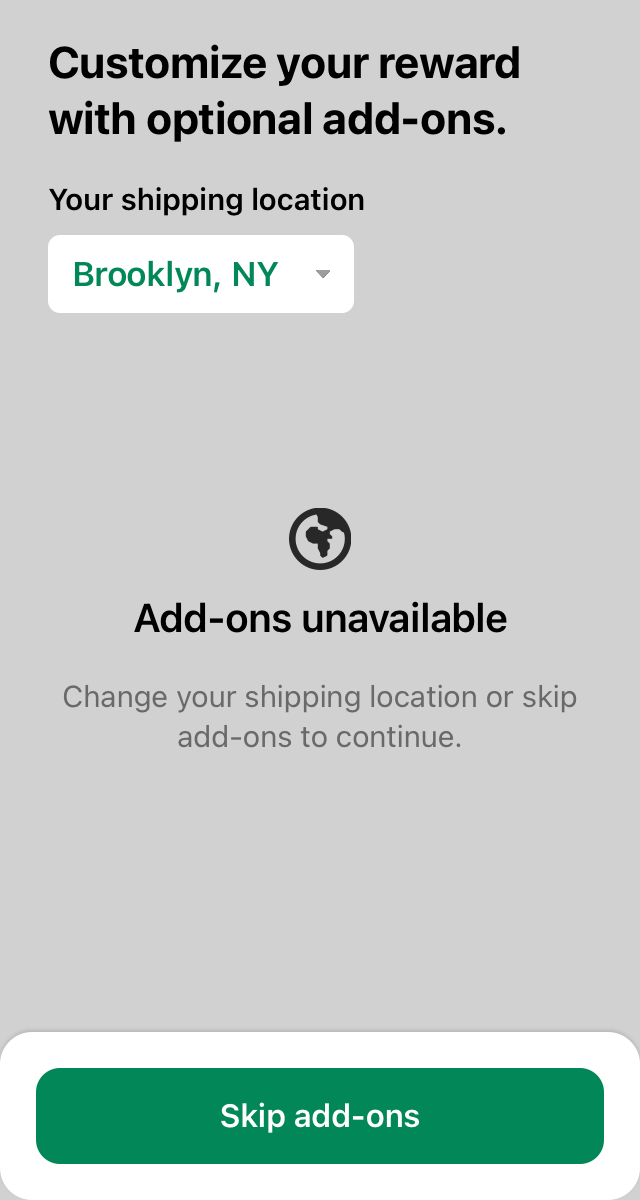 Customize your reward
with optional add-ons.
Your shipping location
Brooklyn, NY
Add-ons unavailable
Change your shipping location or skip
add-ons to continue.
Skip add-ons